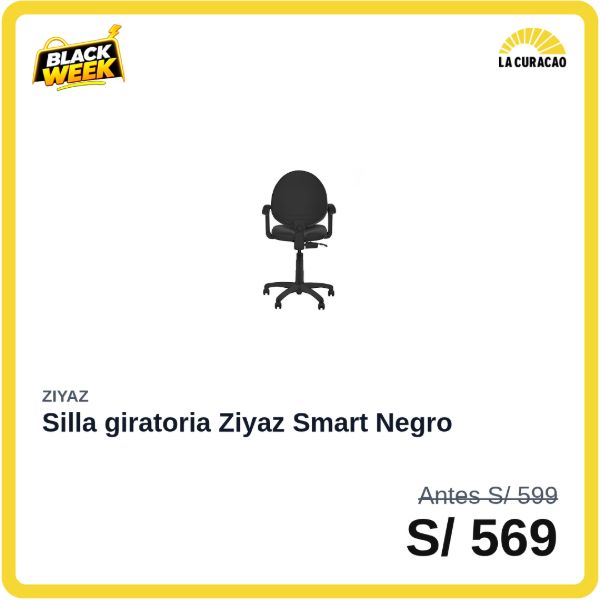 BLACK
WEEK
LA CURACAO
ZIYAZ
Silla giratoria Ziyaz Smart Negro
Antes S/ 599
S/ 569